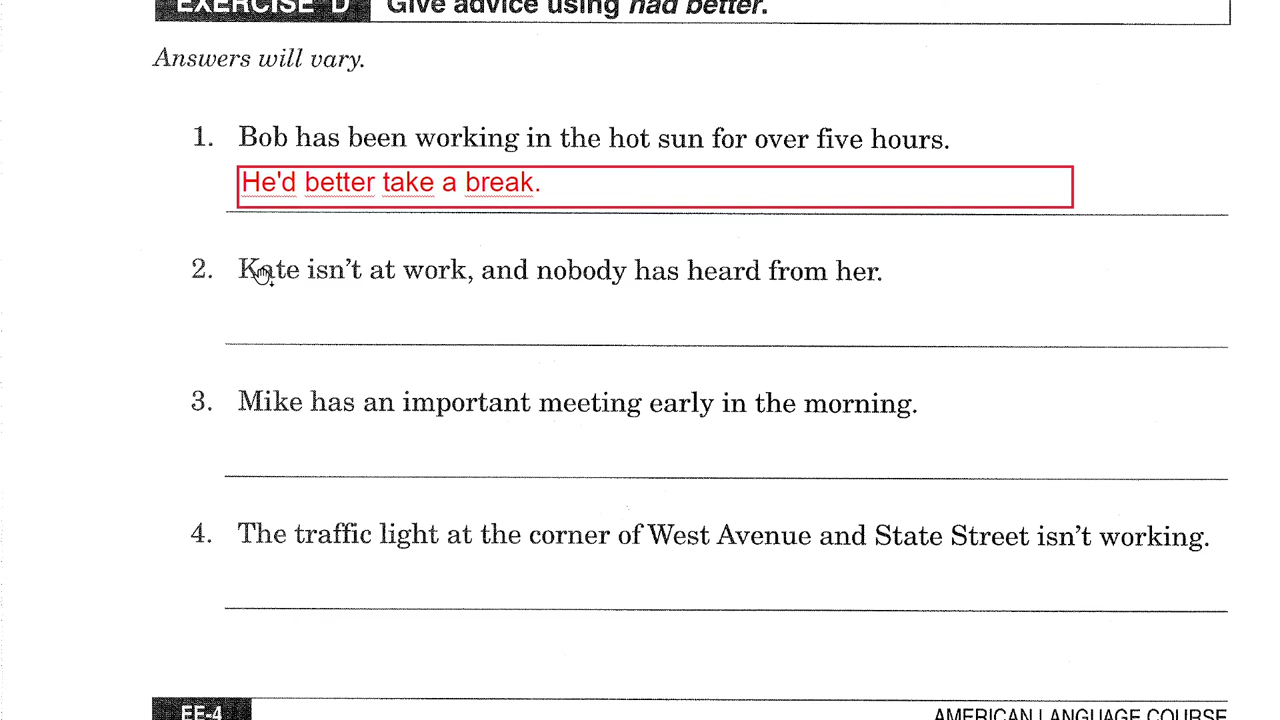 EXERCISE D Give advice using had better.
Answers will vary.
1. Bob has been working in the hot sun for over five hours.
He'd better take a break.
2. Kate isn't at work, and nobody has heard from her.
3. Mike has an important meeting early in the morning.
4. The traffic light at the corner of West Avenue and State Street isn't working.
EE-4 AMERICAN LANGUAGE COURSE